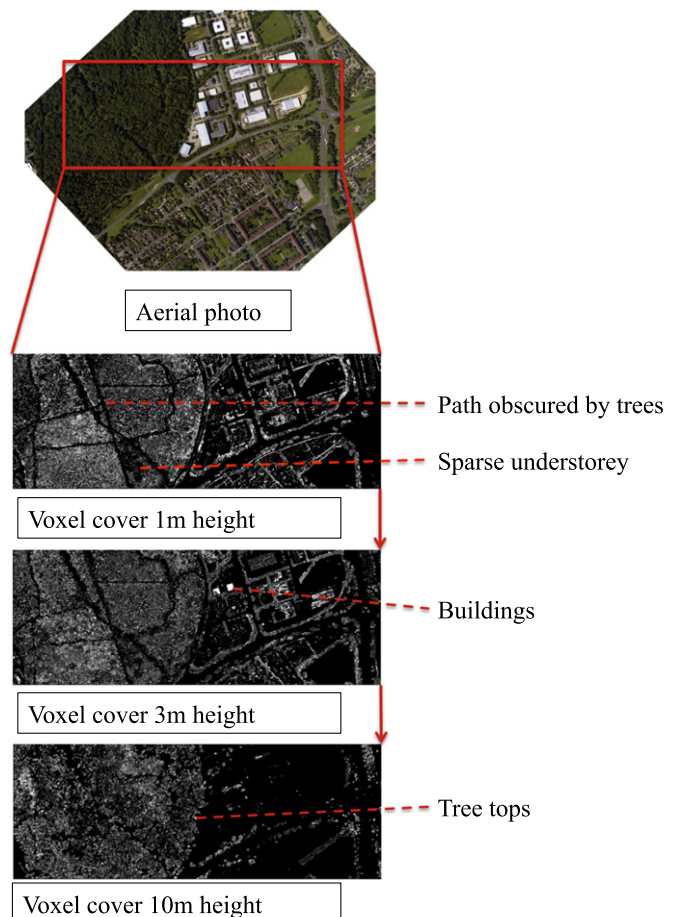 Aerial photo
Path obscured by trees
Sparse understorey
Voxel cover 1m height
Buildings
Voxel cover 3m height
Tree tops
Voxel cover 10m height